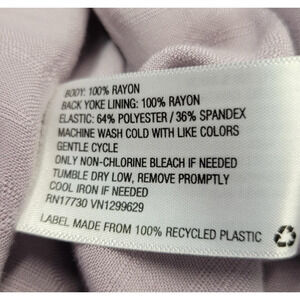 BODY: 100% RAYON
BACK YOKE LINING: 100% RAYON
ELASTIC: 64% POLYESTER / 36% SPANDEX
MACHINE WASH COLD WITH LIKE COLORS
GENTLE CYCLE
ONLY NON-CHLORINE BLEACH IF NEEDED
TUMBLE DRY LOW, REMOVE PROMPTLY
COOL IRON IF NEEDED
RN17730 VN1299629
LABEL MADE FROM 100% RECYCLED PLASTIC